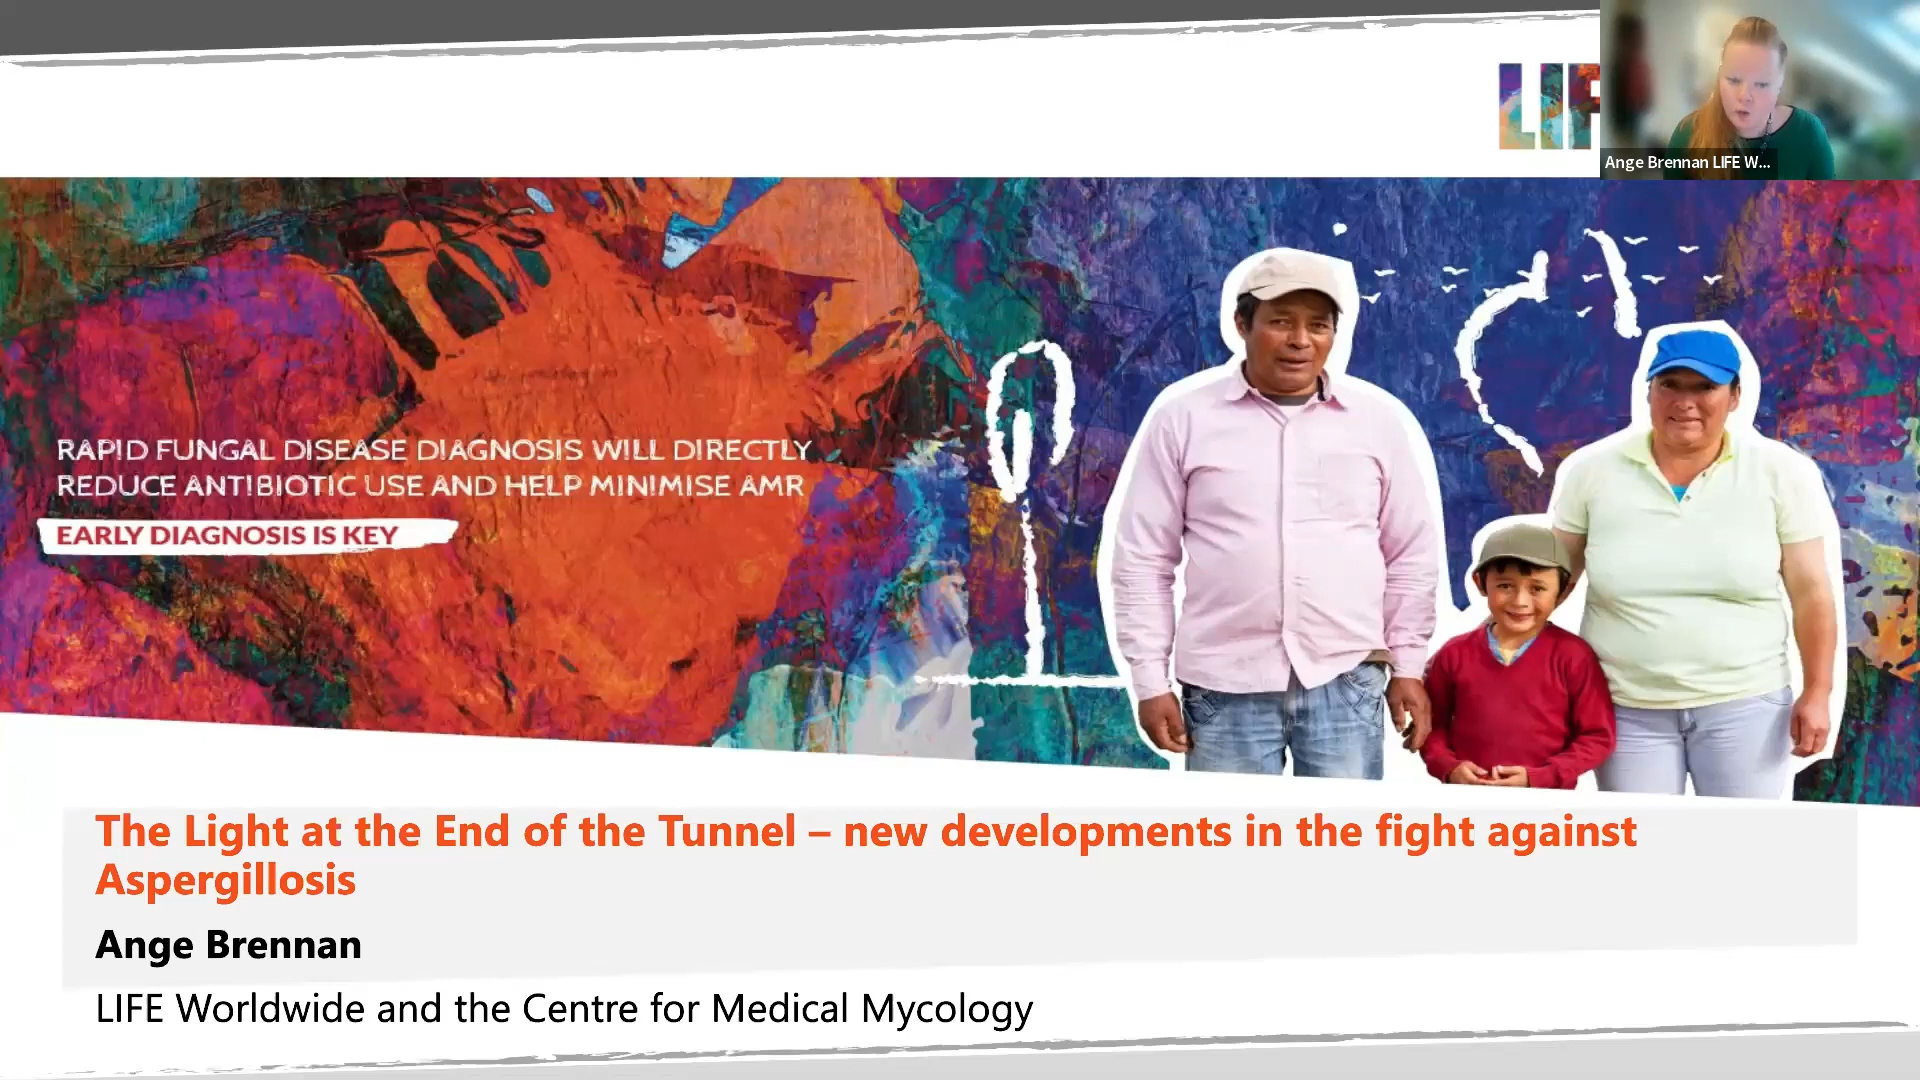 LIF
Ange Brennan LIFE W...
RAPID FUNGAL DISEASE DIAGNOSIS WILL DIRECTLY
REDUCE ANTIBIOTIC USE AND HELP MINIMISE AMR
EARLY DIAGNOSIS IS KEY
The Light at the End of the Tunnel – new developments in the fight against
Aspergillosis
Ange Brennan
LIFE Worldwide and the Centre for Medical Mycology